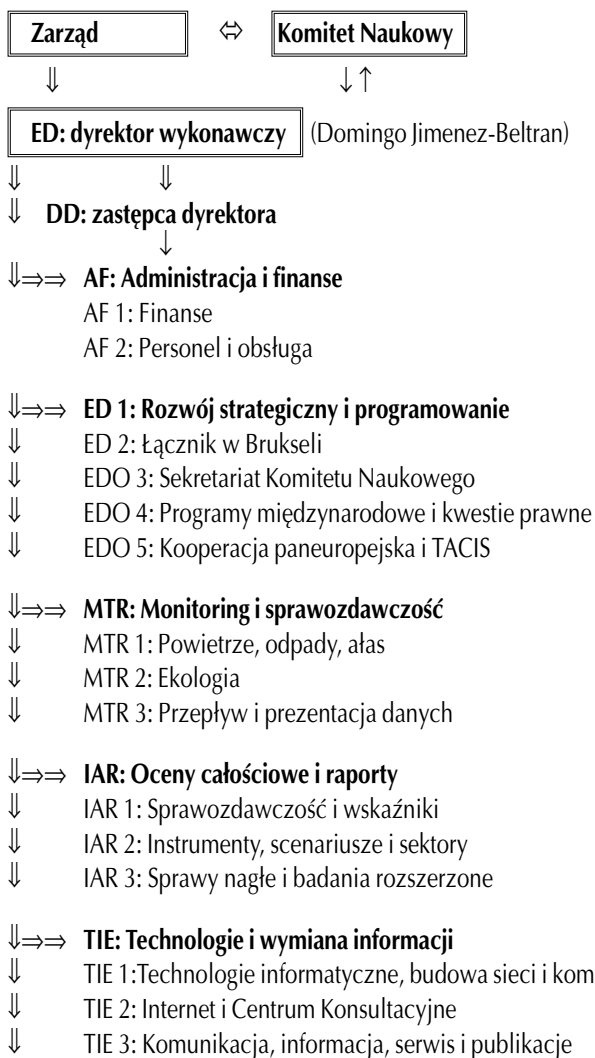 Zarząd ⇔ Komitet Naukowy
⇓ ↓↑
ED: dyrektor wykonawczy (Domingo Jimenez-Beltran)
⇓ ⇓
⇓ DD: zastępca dyrektora
↓
⇓⇒⇒ AF: Administracja i finanse
AF 1: Finanse
AF 2: Personel i obsługa
⇓⇒⇒ ED 1: Rozwój strategiczny i programowanie
⇓ ED 2: Łącznik w Brukseli
⇓ EDO 3: Sekretariat Komitetu Naukowego
⇓ EDO 4: Programy międzynarodowe i kwestie prawne
⇓ EDO 5: Kooperacja paneuropejska i TACIS
⇓⇒⇒ MTR: Monitoring i sprawozdawczość
⇓ MTR 1: Powietrze, odpady, ałas
⇓ MTR 2: Ekologia
⇓ MTR 3: Przepływ i prezentacja danych
⇓⇒⇒ IAR: Oceny całościowe i raporty
⇓ IAR 1: Sprawozdawczość i wskaźniki
⇓ IAR 2: Instrumenty, scenariusze i sektory
⇓ IAR 3: Sprawy nagłe i badania rozszerzone
⇓⇒⇒ TIE: Technologie i wymiana informacji
⇓ TIE 1:Technologie informatyczne, budowa sieci i kom
⇓ TIE 2: Internet i Centrum Konsultacyjne
⇓ TIE 3: Komunikacja, informacja, serwis i publikacje